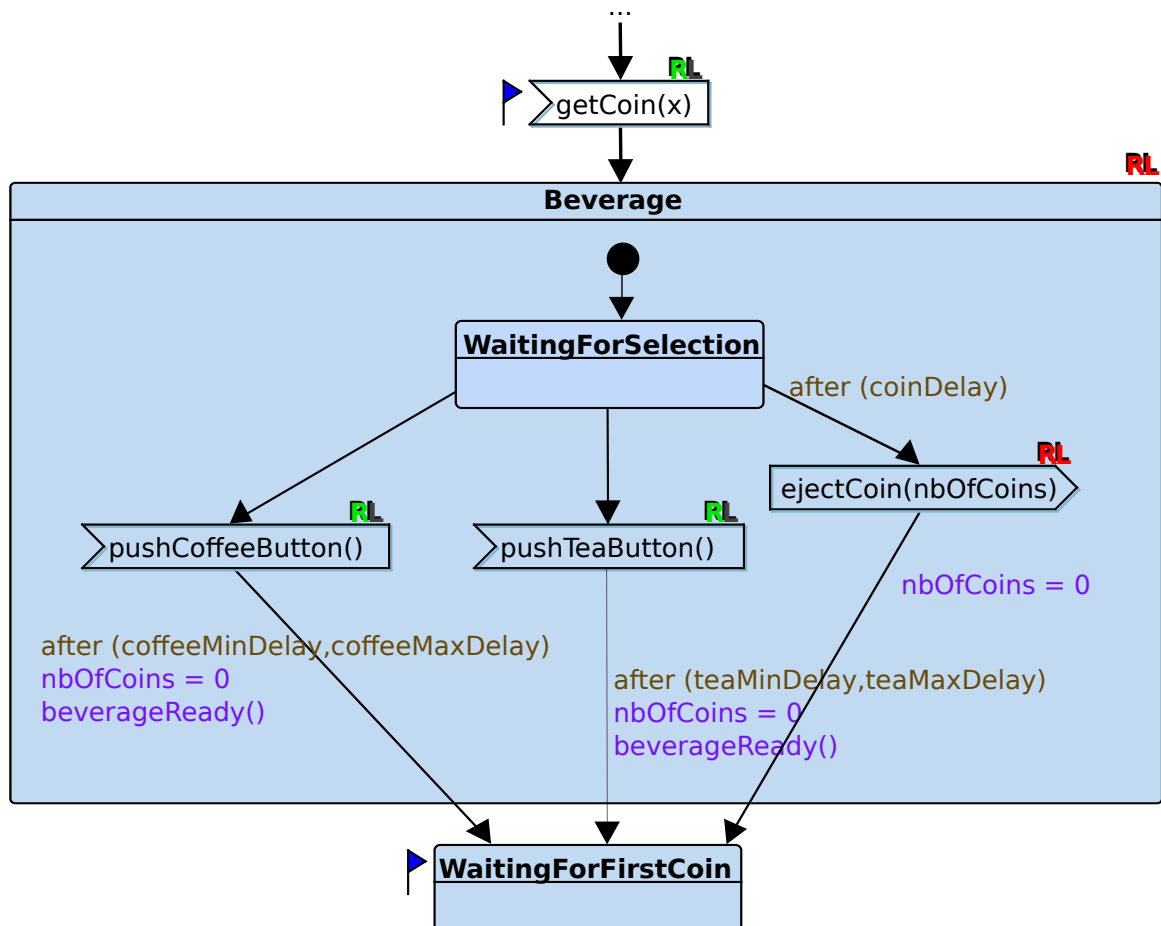 ...
RL
getCoin(x)
RL
Beverage
WaitingForSelection
after (coinDelay)
RL
ejectCoin(nbOfCoins)
RL
pushCoffeeButton()
RL
pushTeaButton()
nbOfCoins = 0
after (coffeeMinDelay,coffeeMaxDelay)
nbOfCoins = 0
beverageReady()
after (teaMinDelay,teaMaxDelay)
nbOfCoins = 0
beverageReady()
WaitingForFirstCoin